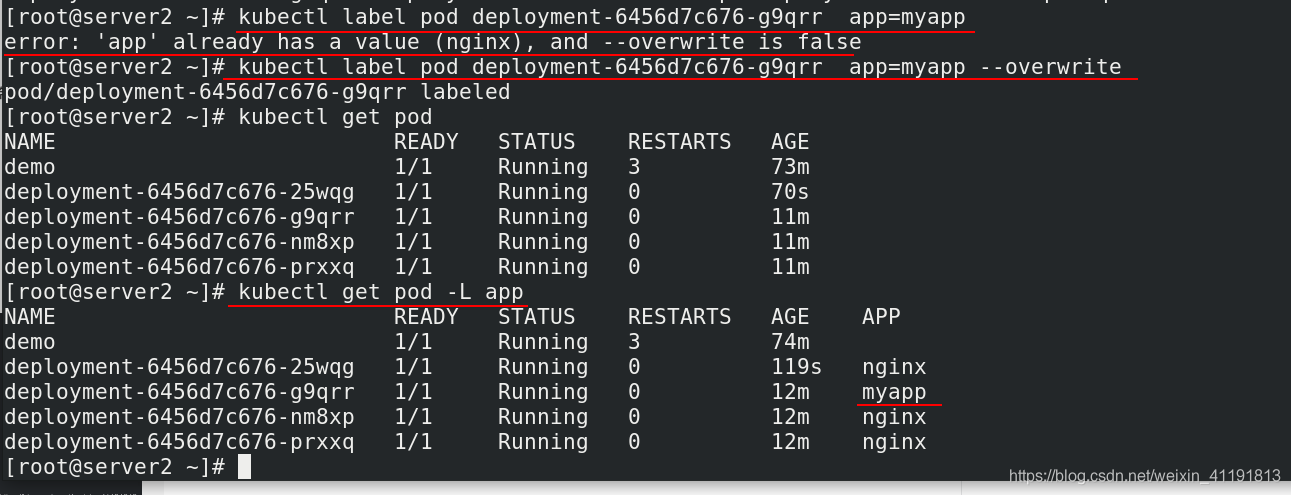 [root@server2 ~]# kubectl label pod deployment-6456d7c676-g9qrr  app=myapp
error: 'app' already has a value (nginx), and --overwrite is false
[root@server2 ~]# kubectl label pod deployment-6456d7c676-g9qrr  app=myapp --overwrite
pod/deployment-6456d7c676-g9qrr labeled
[root@server2 ~]# kubectl get pod
NAME                          READY   STATUS    RESTARTS   AGE
demo                          1/1     Running   3          73m
deployment-6456d7c676-25wqg   1/1     Running   0          70s
deployment-6456d7c676-g9qrr   1/1     Running   0          11m
deployment-6456d7c676-nm8xp   1/1     Running   0          11m
deployment-6456d7c676-prxxq   1/1     Running   0          11m
[root@server2 ~]# kubectl get pod -L app
NAME                          READY   STATUS    RESTARTS   AGE    APP
demo                          1/1     Running   3          74m
deployment-6456d7c676-25wqg   1/1     Running   0          119s   nginx
deployment-6456d7c676-g9qrr   1/1     Running   0          12m    myapp
deployment-6456d7c676-nm8xp   1/1     Running   0          12m    nginx
deployment-6456d7c676-prxxq   1/1     Running   0          12m    nginx
[root@server2 ~]#
https://blog.csdn.net/weixin_41191813